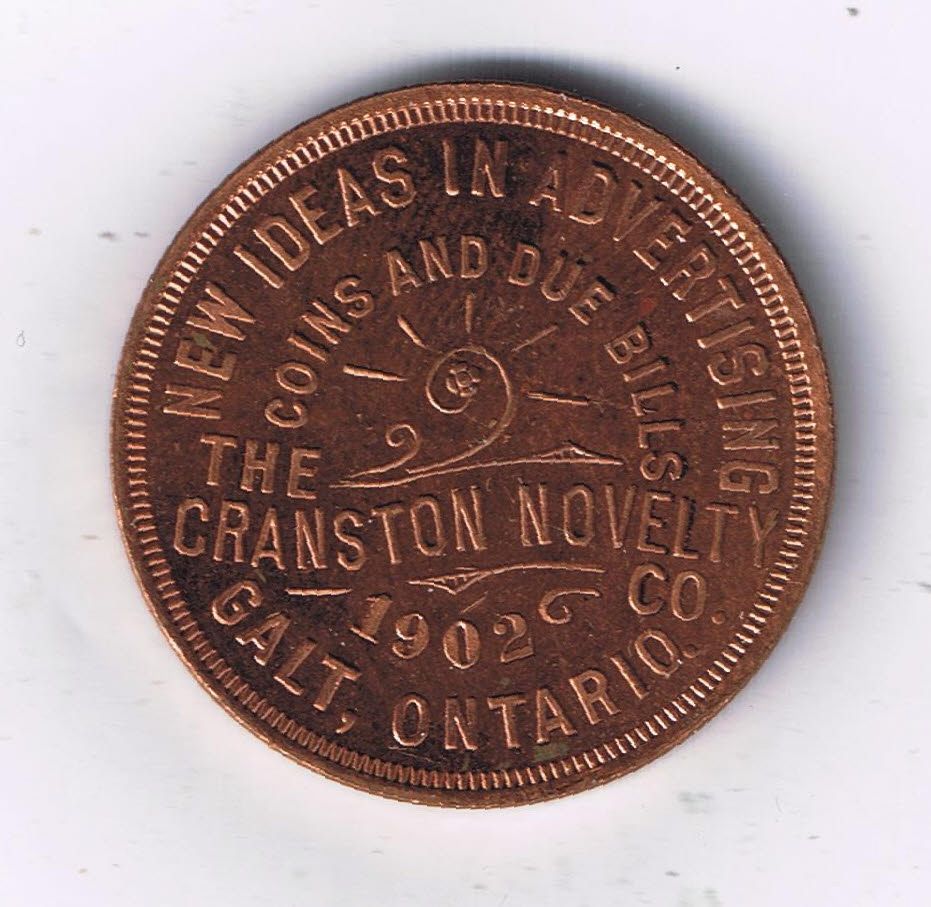 NEW IDEAS IN ADVERTISING
COINS AND DUE BILLS
THE
CRANSTON NOVELTY
CO.
1902
GALT, ONTARIO.